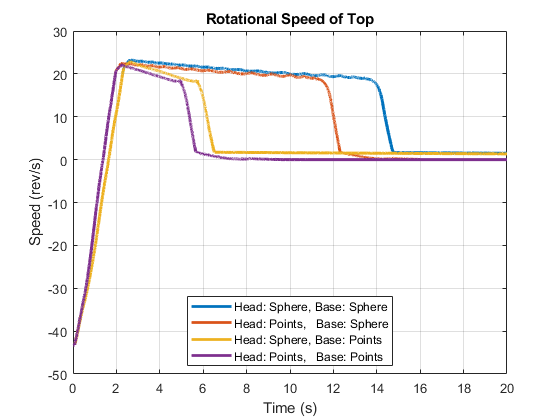 Rotational Speed of Top
30
20
10
0
-10
-20
-30
-40
-50
Speed (rev/s)
0 2 4 6 8 10 12 14 16 18 20
Time (s)
Head: Sphere, Base: Sphere
Head: Points, Base: Sphere
Head: Sphere, Base: Points
Head: Points, Base: Points